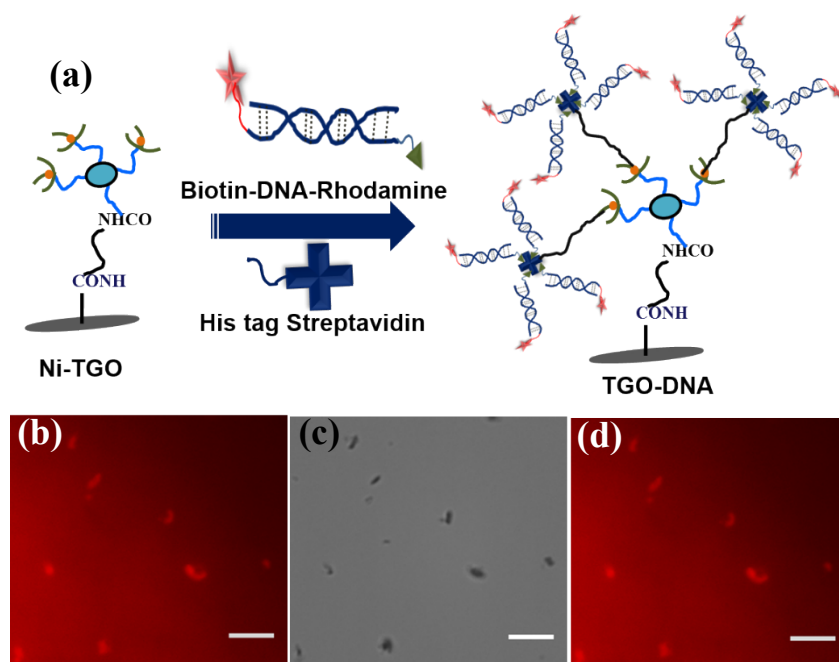 (a)
Biotin-DNA-Rhodamine
NHCO
CONH
His tag Streptavidin
Ni-TGO
NHCO
CONH
TGO-DNA
(b)
(c)
(d)